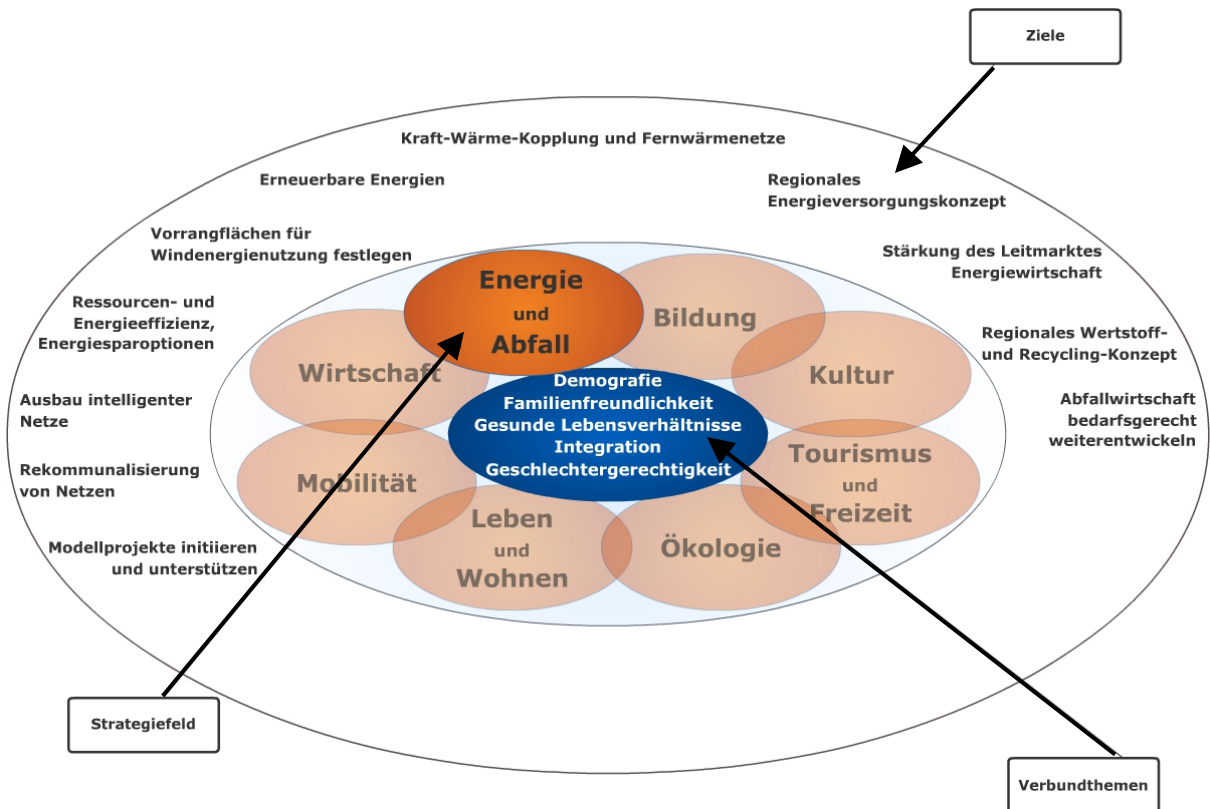 Ziele
Kraft-Wärme-Kopplung und Fernwärmenetze
Erneuerbare Energien
Regionales
Energieversorgungskonzept
Vorrangflächen für
Windenergienutzung festlegen
Stärkung des Leitmarktes
Energiewirtschaft
Ressourcen- und
Energieeffizienz,
Energiesparoptionen
Regionales Wertstoff-
und Recycling-Konzept
Ausbau intelligenter
Netze
Abfallwirtschaft
bedarfsgerecht
weiterentwickeln
Rekommunalisierung
von Netzen
Modellprojekte initiieren
und unterstützen
Energie
und
Abfall
Bildung
Wirtschaft
Kultur
Demografie
Familienfreundlichkeit
Gesunde Lebensverhältnisse
Integration
Geschlechtergerechtigkeit
Mobilität
Tourismus
und
Freizeit
Leben
und
Wohnen
Ökologie
Strategiefeld
Verbundthemen